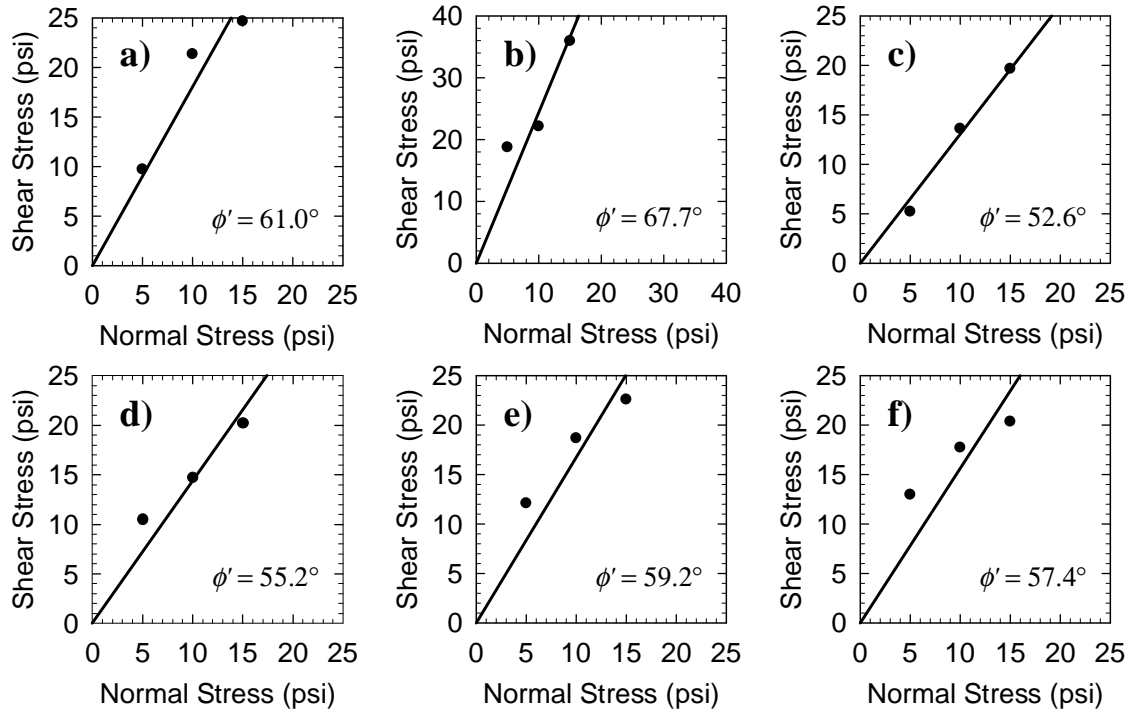 25
20
15
10
5
0
Shear Stress (psi)
a)
ϕ′ = 61.0°
0 5 10 15 20 25
Normal Stress (psi)
40
30
20
10
0
Shear Stress (psi)
b)
ϕ′ = 67.7°
0 10 20 30 40
Normal Stress (psi)
25
20
15
10
5
0
Shear Stress (psi)
c)
ϕ′ = 52.6°
0 5 10 15 20 25
Normal Stress (psi)
25
20
15
10
5
0
Shear Stress (psi)
d)
ϕ′ = 55.2°
0 5 10 15 20 25
Normal Stress (psi)
25
20
15
10
5
0
Shear Stress (psi)
e)
ϕ′ = 59.2°
0 5 10 15 20 25
Normal Stress (psi)
25
20
15
10
5
0
Shear Stress (psi)
f)
ϕ′ = 57.4°
0 5 10 15 20 25
Normal Stress (psi)